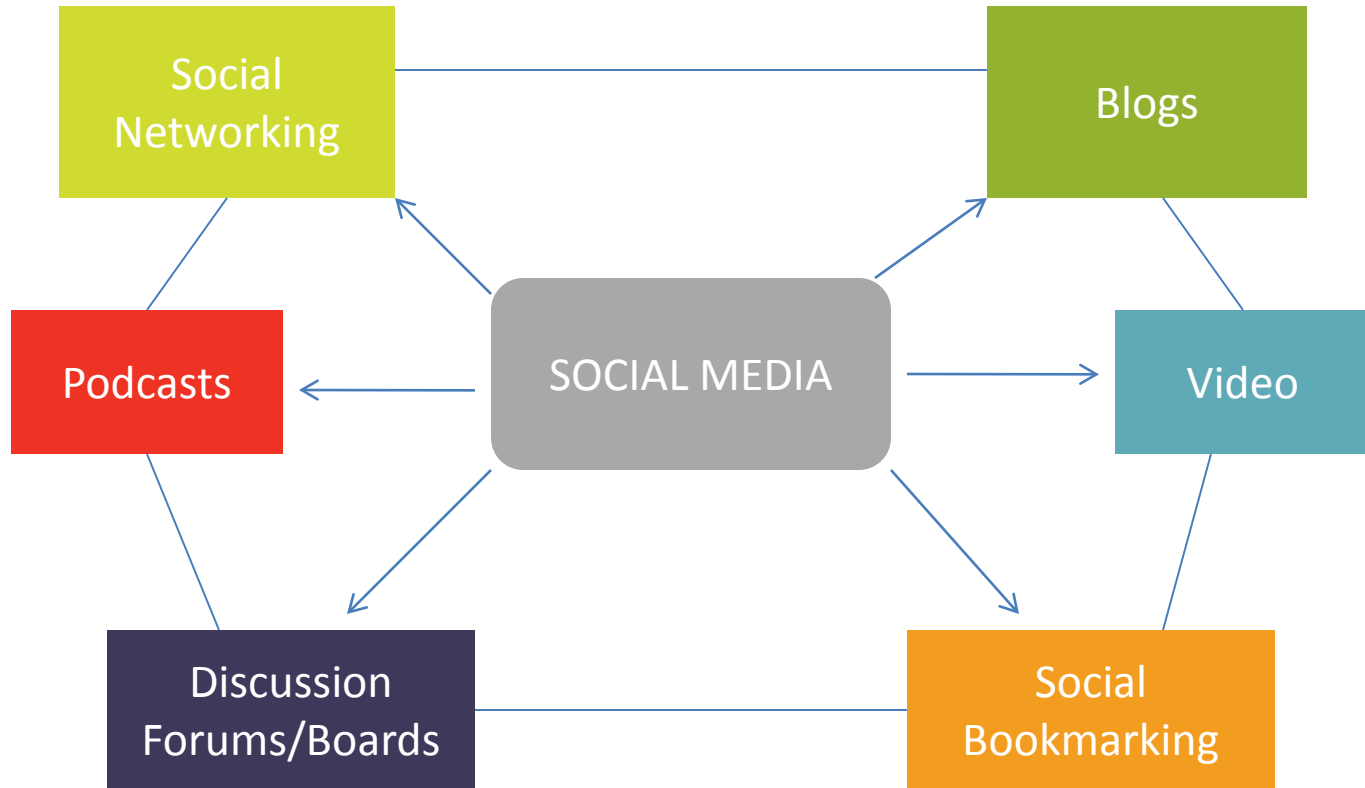 Social
Networking
Blogs
Podcasts
SOCIAL MEDIA
Video
Discussion
Forums/Boards
Social
Bookmarking